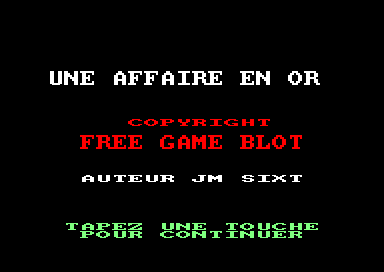 UNE AFFAIRE EN OR
COPYRIGHT
FREE GAME BLOT
AUTEUR JM SIXT
TAPEZ UNE TOUCHE
POUR CONTINUER